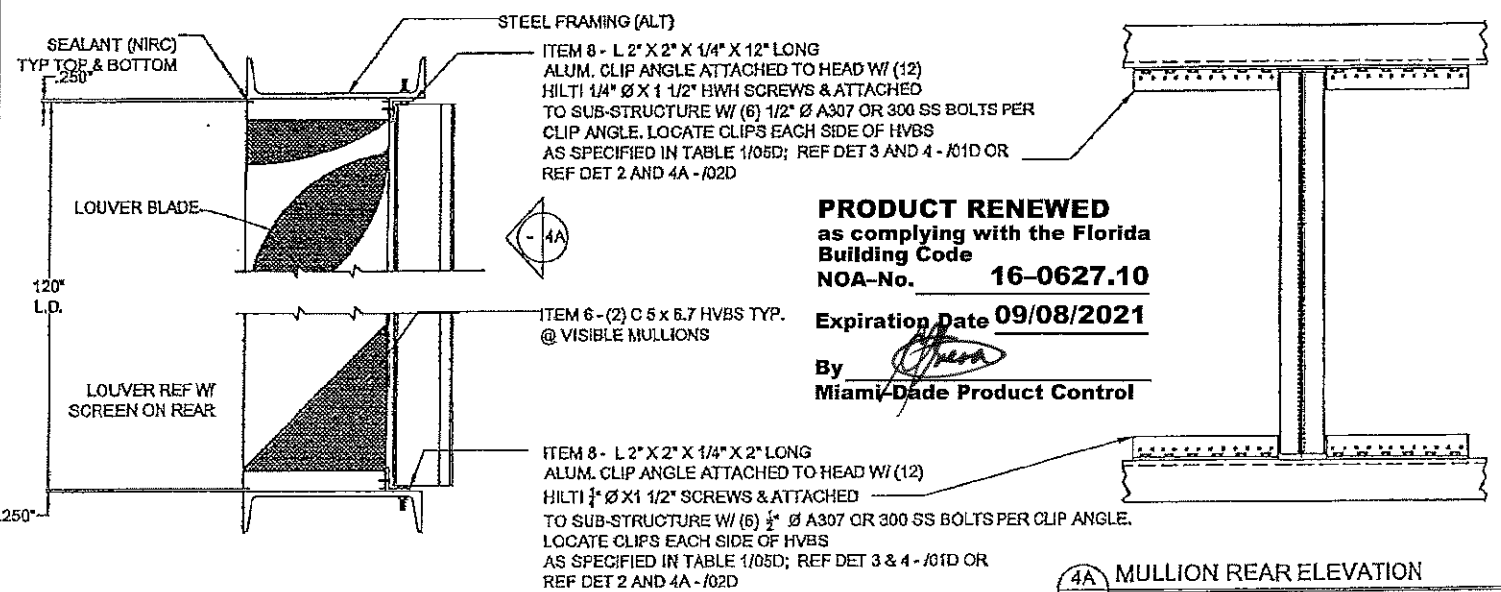 STEEL FRAMING (ALT)
SEALANT (NIRC)
TYP TOP & BOTTOM
.250"
ITEM 8 - L 2" X 2" X 1/4" X 12" LONG
ALUM. CLIP ANGLE ATTACHED TO HEAD W/ (12)
HILTI 1/4" Ø X 1 1/2" HWH SCREWS & ATTACHED
TO SUB-STRUCTURE W/ (6) 1/2" Ø A307 OR 300 SS BOLTS PER
CLIP ANGLE. LOCATE CLIPS EACH SIDE OF HVBS
AS SPECIFIED IN TABLE 1/05D; REF DET 3 AND 4 - /01D OR
REF DET 2 AND 4A - /02D
LOUVER BLADE
- 4A
PRODUCT RENEWED
as complying with the Florida
Building Code
NOA-No. 16-0627.10
Expiration Date 09/08/2021
By
Miami-Dade Product Control
120"
L.D.
ITEM 6 - (2) C 5 x 6.7 HVBS TYP.
@ VISIBLE MULLIONS
LOUVER REF W/
SCREEN ON REAR
ITEM 8 - L 2" X 2" X 1/4" X 2" LONG
ALUM. CLIP ANGLE ATTACHED TO HEAD W/ (12)
HILTI 1/4" Ø X1 1/2" SCREWS & ATTACHED
TO SUB-STRUCTURE W/ (6) 1/2" Ø A307 OR 300 SS BOLTS PER CLIP ANGLE.
LOCATE CLIPS EACH SIDE OF HVBS
AS SPECIFIED IN TABLE 1/05D; REF DET 3 & 4 - /01D OR
REF DET 2 AND 4A - /02D
.250"
4A MULLION REAR ELEVATION